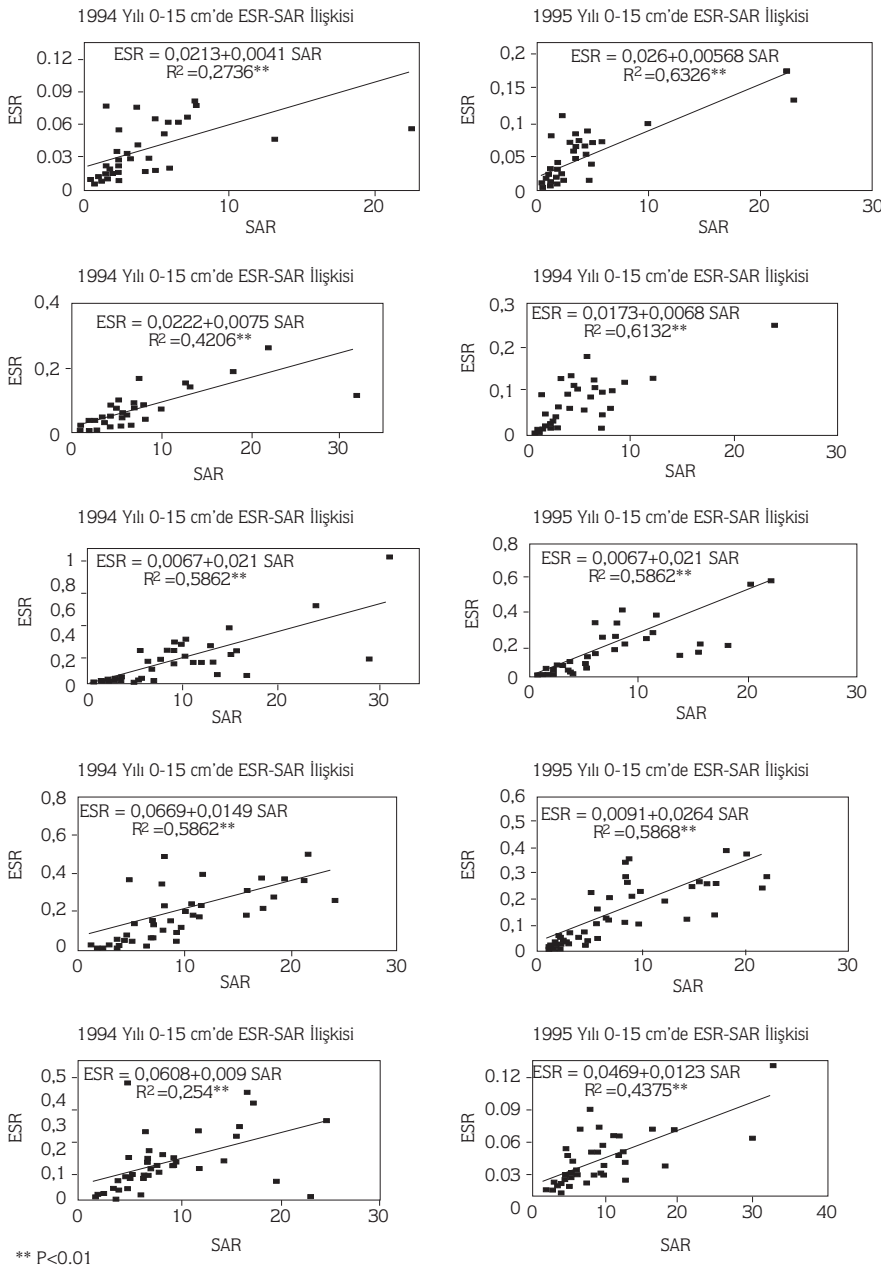 1994 Yılı 0-15 cm'de ESR-SAR İlişkisi
ESR = 0,0213+0,0041 SAR
R² =0,2736**
ESR
0.12
0.09
0.06
0.03
0
0 10 20
SAR
1995 Yılı 0-15 cm'de ESR-SAR İlişkisi
ESR = 0,026+0,00568 SAR
R² =0,6326**
ESR
0,2
0,15
0,1
0,05
0
0 10 20 30
SAR
1994 Yılı 0-15 cm'de ESR-SAR İlişkisi
ESR = 0,0222+0,0075 SAR
R² =0,4206**
ESR
0,4
0,2
0
0 10 20 30
SAR
1994 Yılı 0-15 cm'de ESR-SAR İlişkisi
ESR = 0,0173+0,0068 SAR
R² =0,6132**
ESR
0,3
0,2
0,1
0
0 10 20 30
SAR
1994 Yılı 0-15 cm'de ESR-SAR İlişkisi
ESR = 0,0067+0,021 SAR
R² =0,5862**
ESR
1
0,8
0,6
0,4
0,2
0
0 10 20 30
SAR
1995 Yılı 0-15 cm'de ESR-SAR İlişkisi
ESR = 0,0067+0,021 SAR
R² =0,5862**
ESR
0,8
0,6
0,4
0,2
0
0 10 20 30
SAR
1994 Yılı 0-15 cm'de ESR-SAR İlişkisi
ESR = 0,0669+0,0149 SAR
R² =0,5862**
ESR
0,8
0,6
0,4
0,2
0
0 10 20 30
SAR
1995 Yılı 0-15 cm'de ESR-SAR İlişkisi
ESR = 0,0091+0,0264 SAR
R² =0,5868**
ESR
0,6
0,5
0,4
0,3
0,2
0,1
0
0 10 20 30
SAR
1994 Yılı 0-15 cm'de ESR-SAR İlişkisi
ESR = 0,0608+0,009 SAR
R² =0,254**
ESR
0,5
0,4
0,3
0,2
0,1
0
0 10 20 30
SAR
1995 Yılı 0-15 cm'de ESR-SAR İlişkisi
ESR = 0,0469+0,0123 SAR
R² =0,4375**
ESR
0.12
0.09
0.06
0.03
0
0 10 20 30 40
SAR
** P<0.01